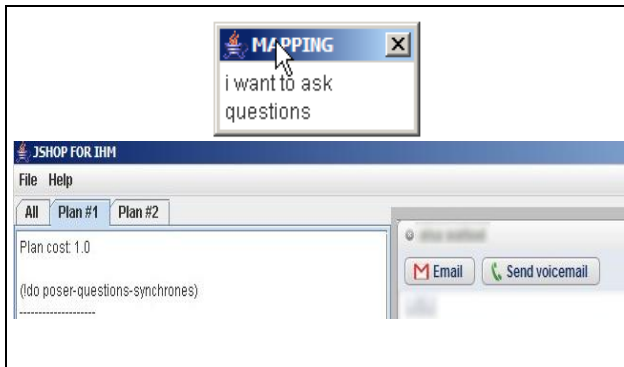 MAPPING
i want to ask
questions
JSHOP FOR IHM
File Help
All Plan #1 Plan #2
Plan cost: 1.0
(!do poser-questions-synchrones)
--------------------
Email Send voicemail